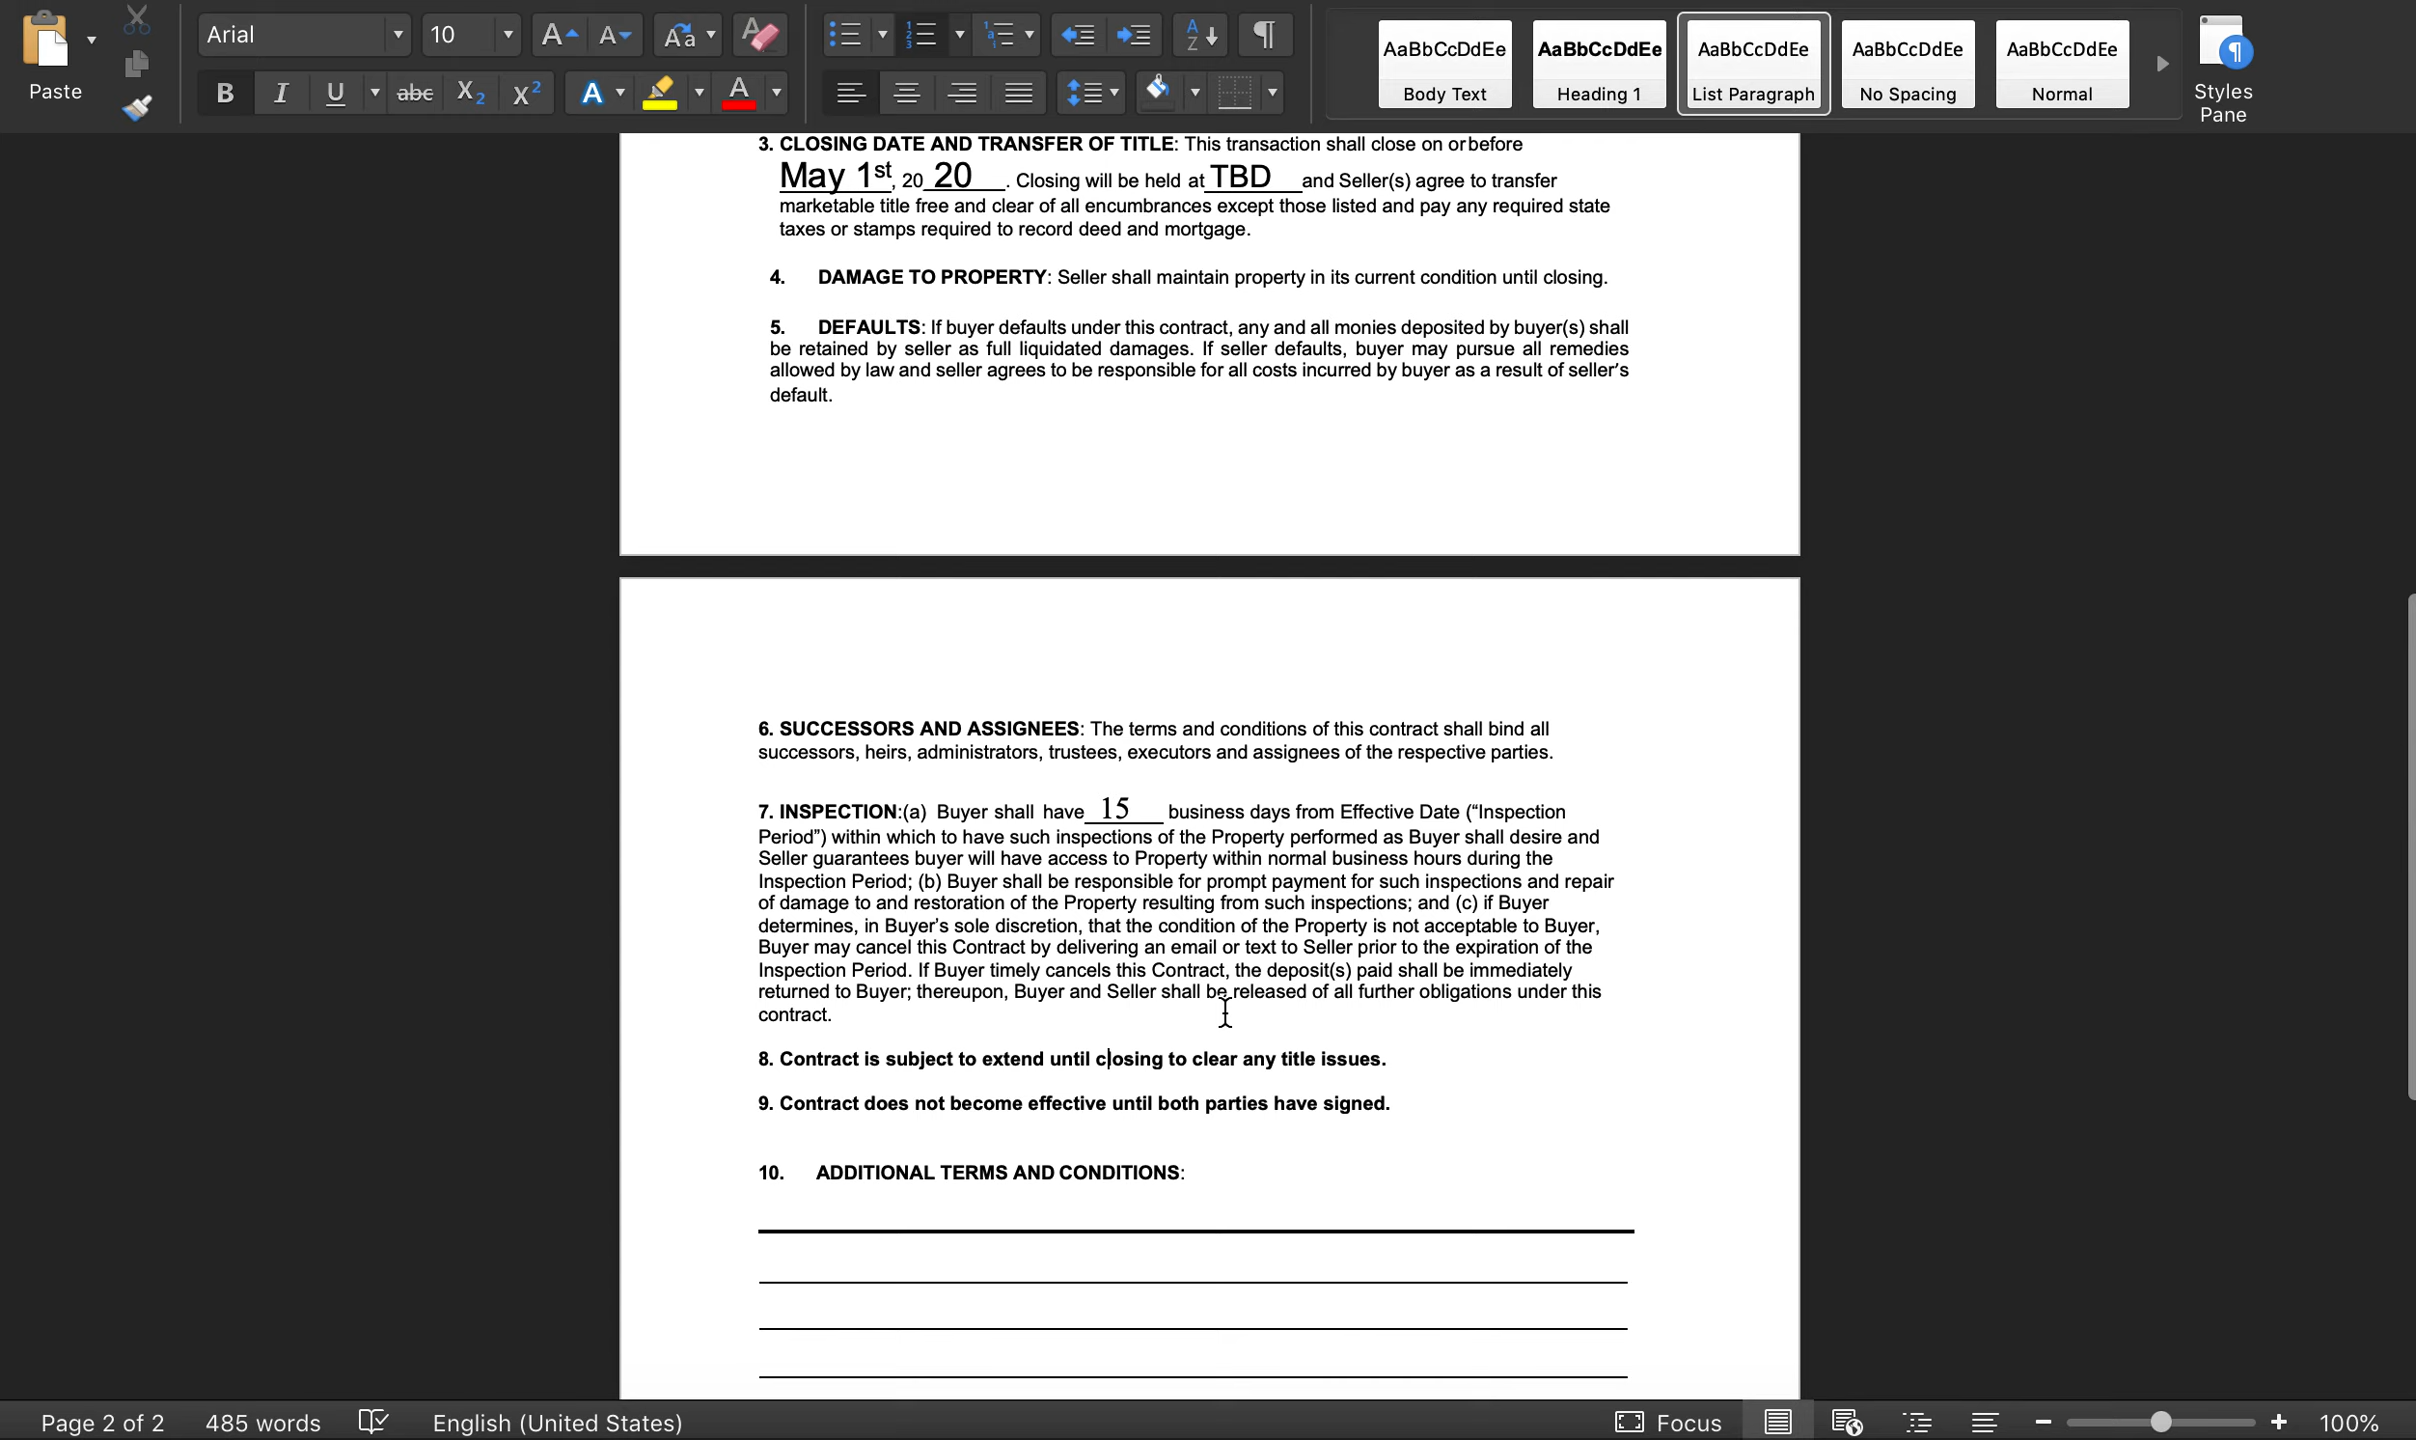 Arial 10
Paste
AaBbCcDdEe AaBbCcDdEe AaBbCcDdEe AaBbCcDdEe AaBbCcDdEe
Body Text Heading 1 List Paragraph No Spacing Normal
Styles
Pane
3. CLOSING DATE AND TRANSFER OF TITLE: This transaction shall close on orbefore
May 1st, 20 20 . Closing will be held at TBD and Seller(s) agree to transfer
marketable title free and clear of all encumbrances except those listed and pay any required state
taxes or stamps required to record deed and mortgage.
4. DAMAGE TO PROPERTY: Seller shall maintain property in its current condition until closing.
5. DEFAULTS: If buyer defaults under this contract, any and all monies deposited by buyer(s) shall
be retained by seller as full liquidated damages. If seller defaults, buyer may pursue all remedies
allowed by law and seller agrees to be responsible for all costs incurred by buyer as a result of seller's
default.
6. SUCCESSORS AND ASSIGNEES: The terms and conditions of this contract shall bind all
successors, heirs, administrators, trustees, executors and assignees of the respective parties.
7. INSPECTION:(a) Buyer shall have 15 business days from Effective Date (“Inspection
Period”) within which to have such inspections of the Property performed as Buyer shall desire and
Seller guarantees buyer will have access to Property within normal business hours during the
Inspection Period; (b) Buyer shall be responsible for prompt payment for such inspections and repair
of damage to and restoration of the Property resulting from such inspections; and (c) if Buyer
determines, in Buyer’s sole discretion, that the condition of the Property is not acceptable to Buyer,
Buyer may cancel this Contract by delivering an email or text to Seller prior to the expiration of the
Inspection Period. If Buyer timely cancels this Contract, the deposit(s) paid shall be immediately
returned to Buyer; thereupon, Buyer and Seller shall be released of all further obligations under this
contract.
8. Contract is subject to extend until closing to clear any title issues.
9. Contract does not become effective until both parties have signed.
10. ADDITIONAL TERMS AND CONDITIONS:
Page 2 of 2 485 words English (United States) Focus 100%